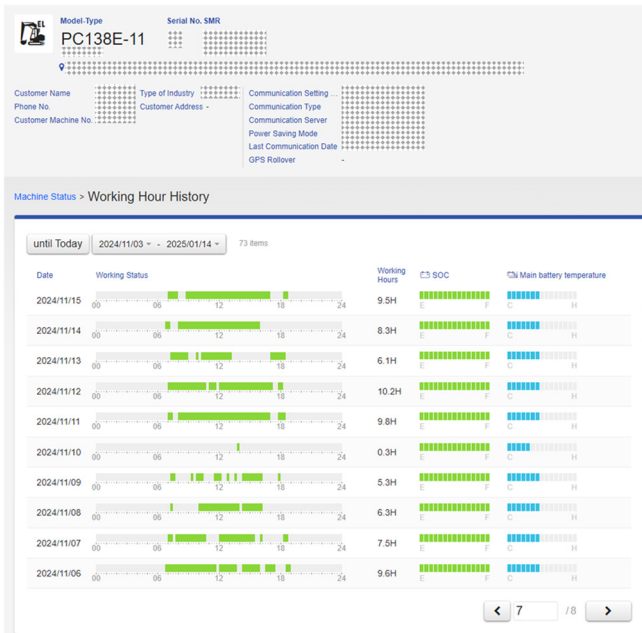 EL
Model-Type
Serial No. SMR
PC138E-11
Customer Name
Type of Industry
Communication Setting ...
Phone No.
Customer Address -
Communication Type
Customer Machine No.
Communication Server
Power Saving Mode
Last Communication Date
GPS Rollover -
Machine Status > Working Hour History
until Today 2024/11/03 - 2025/01/14 73 items
Date Working Status Working Hours SOC Main battery temperature
2024/11/15 9.5H
00 06 12 18 24 E F C H
2024/11/14 8.3H
00 06 12 18 24 E F C H
2024/11/13 6.1H
00 06 12 18 24 E F C H
2024/11/12 10.2H
00 06 12 18 24 E F C H
2024/11/11 9.8H
00 06 12 18 24 E F C H
2024/11/10 0.3H
00 06 12 18 24 E F C H
2024/11/09 5.3H
00 06 12 18 24 E F C H
2024/11/08 6.3H
00 06 12 18 24 E F C H
2024/11/07 7.5H
00 06 12 18 24 E F C H
2024/11/06 9.6H
00 06 12 18 24 E F C H
< 7 /8 >